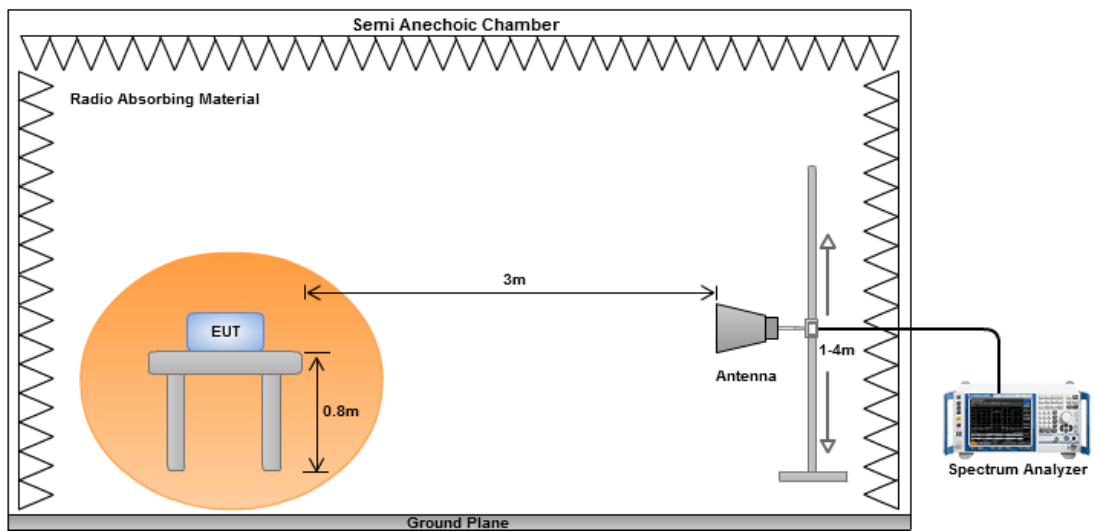 Semi Anechoic Chamber
Radio Absorbing Material
3m
EUT
1-4m
Antenna
0.8m
Spectrum Analyzer
Ground Plane